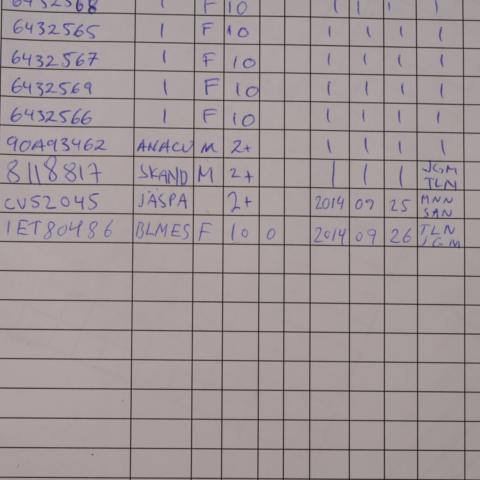 6432568 1 F 10 1 1 1 1
6432565 1 F 10 1 1 1 1
6432567 1 F 10 1 1 1 1
6432569 1 F 10 1 1 1 1
6432566 1 F 10 1 1 1 1
90A93462 ANACU M 2+ 1 1 1 1
8118817 SKAND M 2+ 1 1 1 JGM TLN
CV52045 JASPA 2+ 2014 09 25 MNN SAN
1ET80486 BLMES F 10 0 2014 09 26 TLN JGM